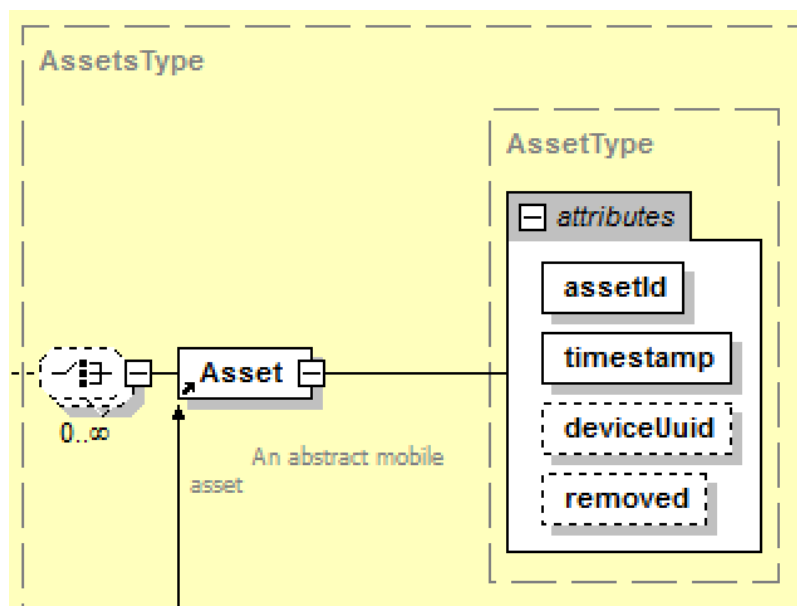 AssetsType
AssetType
attributes
assetId
timestamp
deviceUuid
removed
Asset
0..∞
An abstract mobile
asset